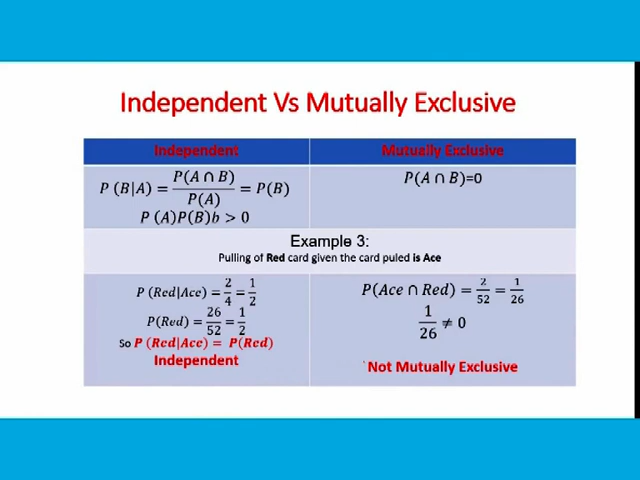 Independent Vs Mutually Exclusive
Independent
Mutually Exclusive
P (B|A) = P(A ∩ B) / P(A) = P(B)
P (A)P(B)b > 0
P(A ∩ B)=0
Example 3:
Pulling of Red card given the card puled is Ace
P (Red|Ace) = 2/4 = 1/2
P(Red) = 26/52 = 1/2
So P (Red|Ace) = P(Red)
Independent
P(Ace ∩ Red) = 2/52 = 1/26
1/26 ≠ 0
Not Mutually Exclusive